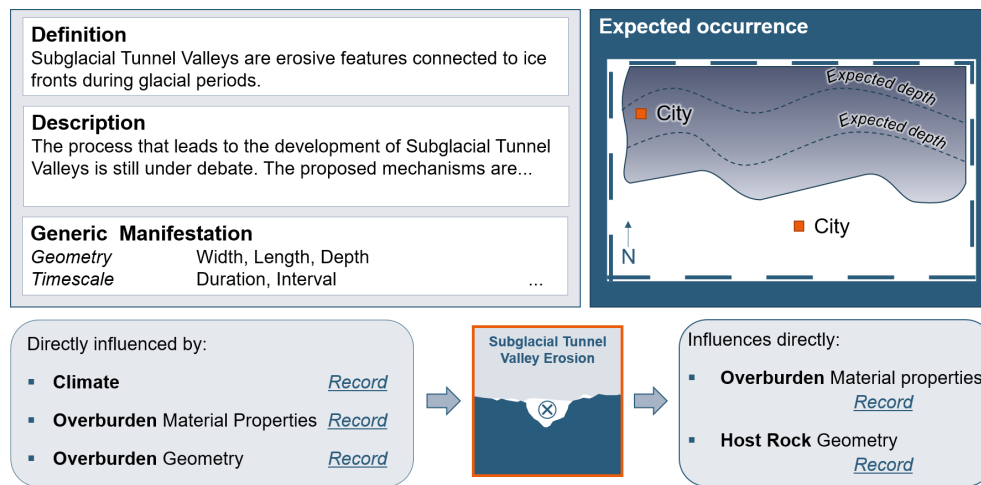 Definition
Subglacial Tunnel Valleys are erosive features connected to ice
fronts during glacial periods.
Description
The process that leads to the development of Subglacial Tunnel
Valleys is still under debate. The proposed mechanisms are...
Generic Manifestation
Geometry Width, Length, Depth
Timescale Duration, Interval ...
Expected occurrence
Expected depth
Expected depth
City
City
N
Directly influenced by:
▪ Climate Record
▪ Overburden Material Properties Record
▪ Overburden Geometry Record
Subglacial Tunnel
Valley Erosion
Influences directly:
▪ Overburden Material properties
Record
▪ Host Rock Geometry
Record